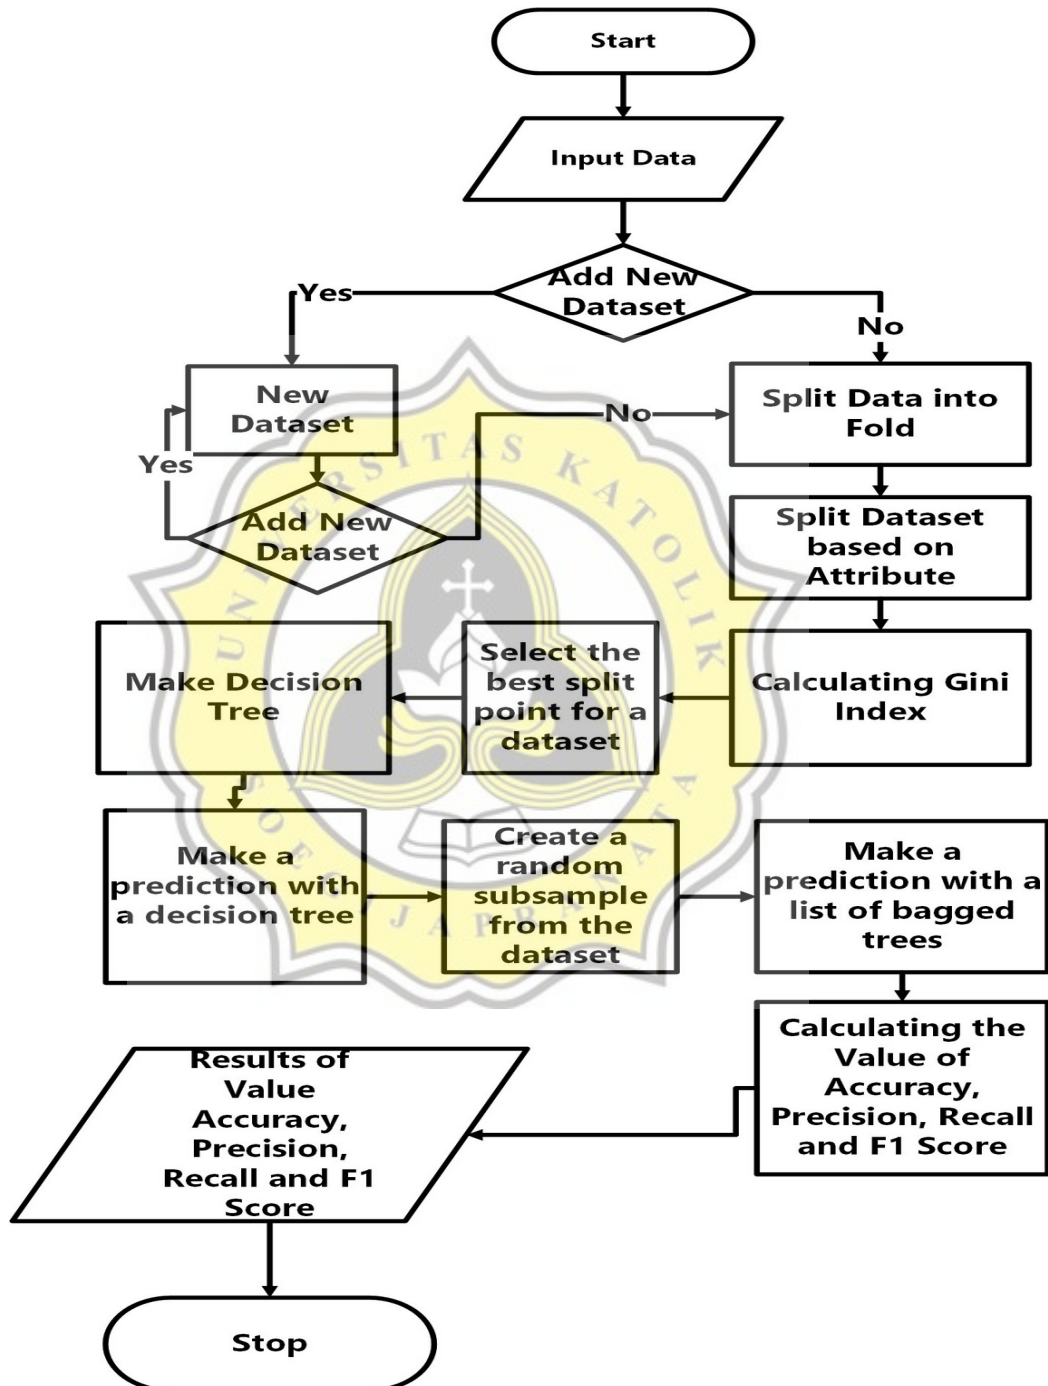 Start
Input Data
Add New
Dataset
Yes
No
New
Dataset
Yes
Add New
Dataset
No
Split Data into
Fold
Split Dataset
based on
Attribute
Calculating Gini
Index
Select the
best split
point for a
dataset
Make Decision
Tree
Make a
prediction with
a decision tree
Create a
random
subsample
from the
dataset
Make a
prediction with a
list of bagged
trees
Calculating the
Value of
Accuracy,
Precision, Recall
and F1 Score
Results of
Value
Accuracy,
Precision,
Recall and F1
Score
Stop
UNIVERSITAS KATOLIK
SOEGIJAPRANATA